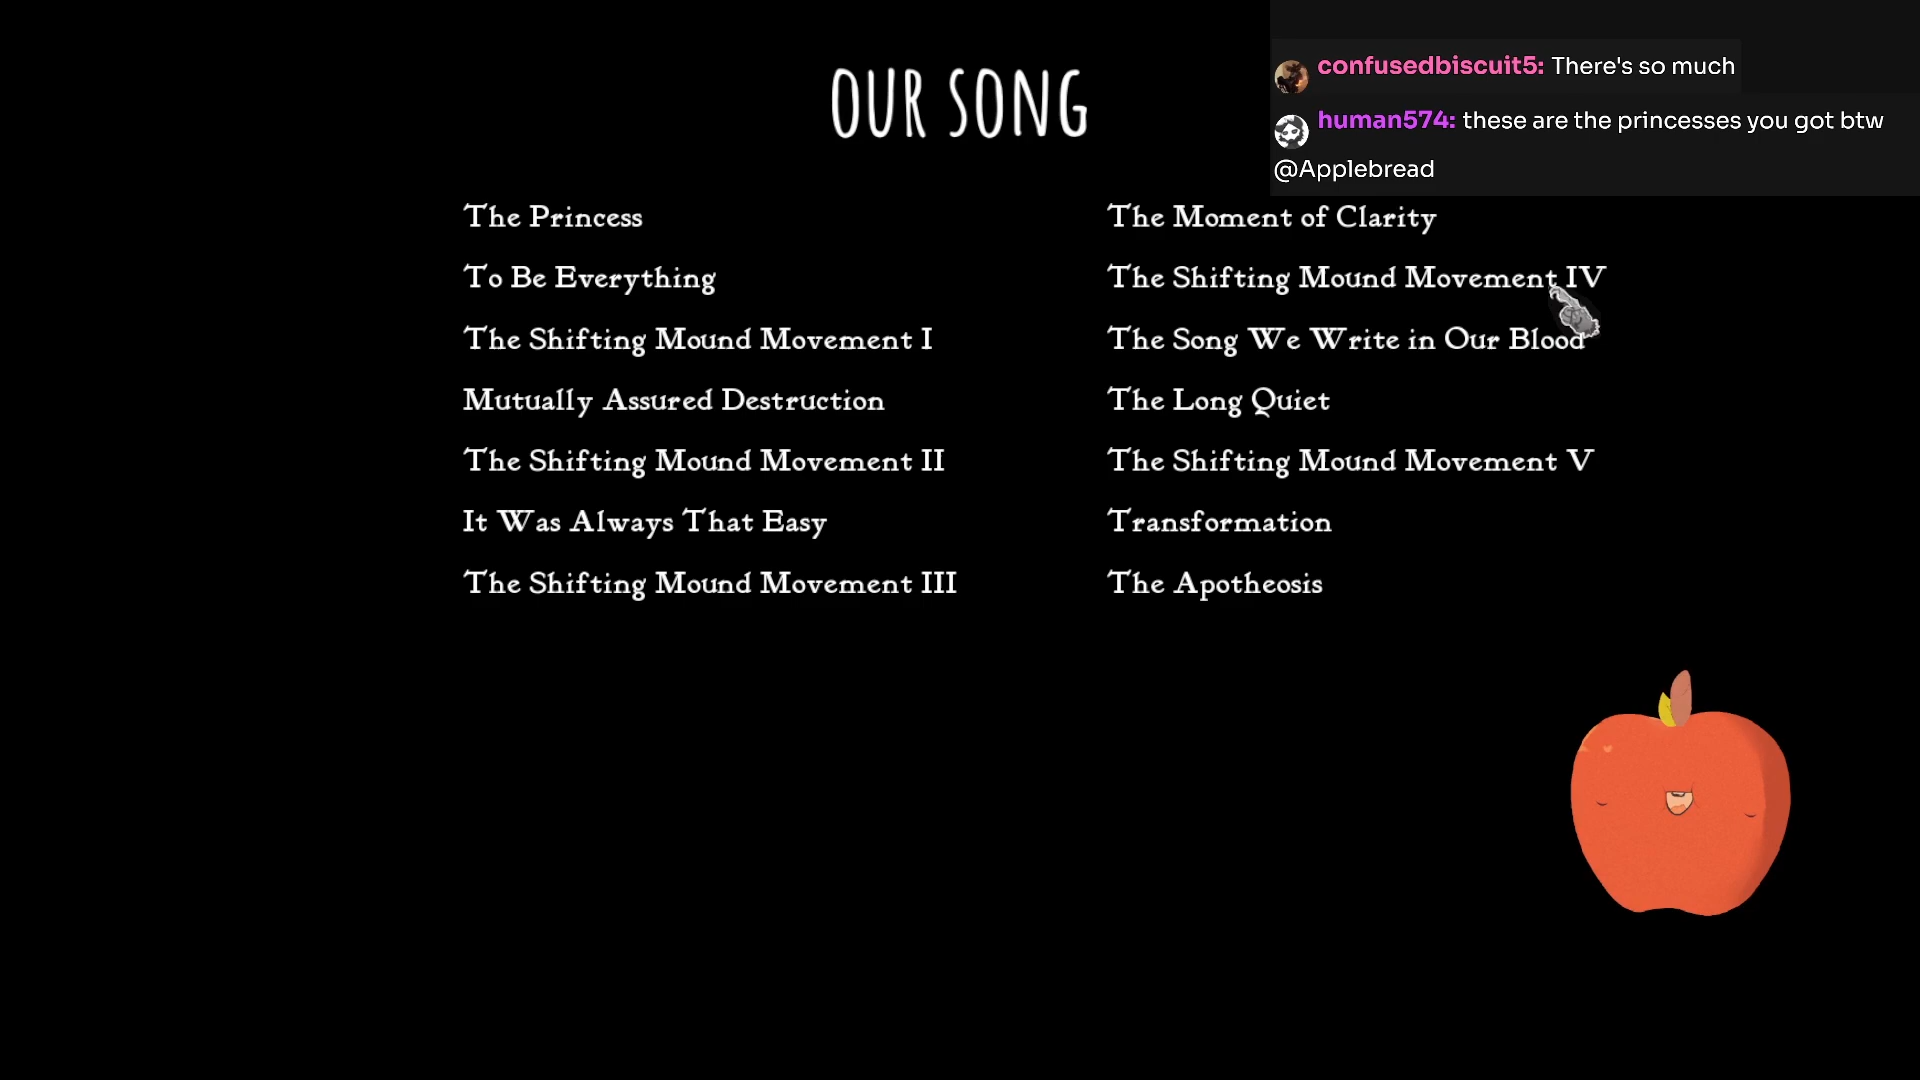 OUR SONG
confusedbiscuit5: There's so much
human574: these are the princesses you got btw
@Applebread
The Princess
To Be Everything
The Shifting Mound Movement I
Mutually Assured Destruction
The Shifting Mound Movement II
It Was Always That Easy
The Shifting Mound Movement III
The Moment of Clarity
The Shifting Mound Movement IV
The Song We Write in Our Blood
The Long Quiet
The Shifting Mound Movement V
Transformation
The Apotheosis